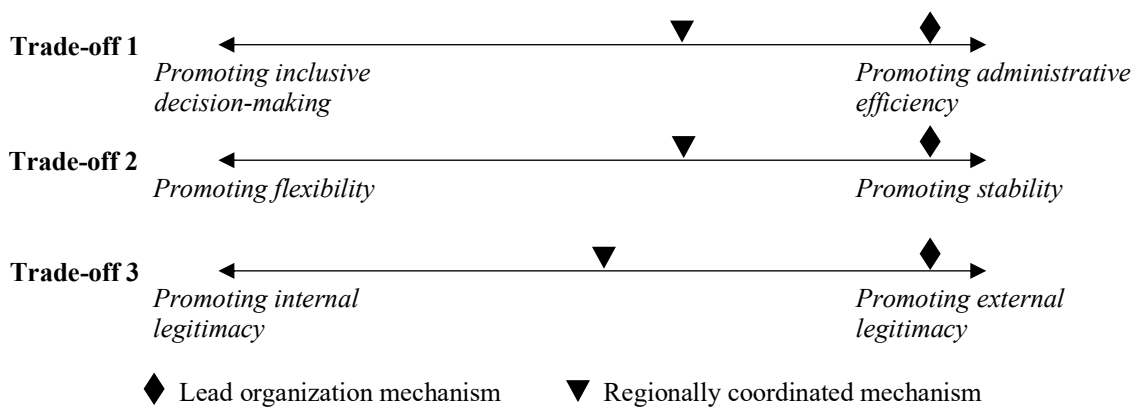 Trade-off 1
Promoting inclusive
decision-making
Promoting administrative
efficiency
Trade-off 2
Promoting flexibility
Promoting stability
Trade-off 3
Promoting internal
legitimacy
Promoting external
legitimacy
Lead organization mechanism
Regionally coordinated mechanism